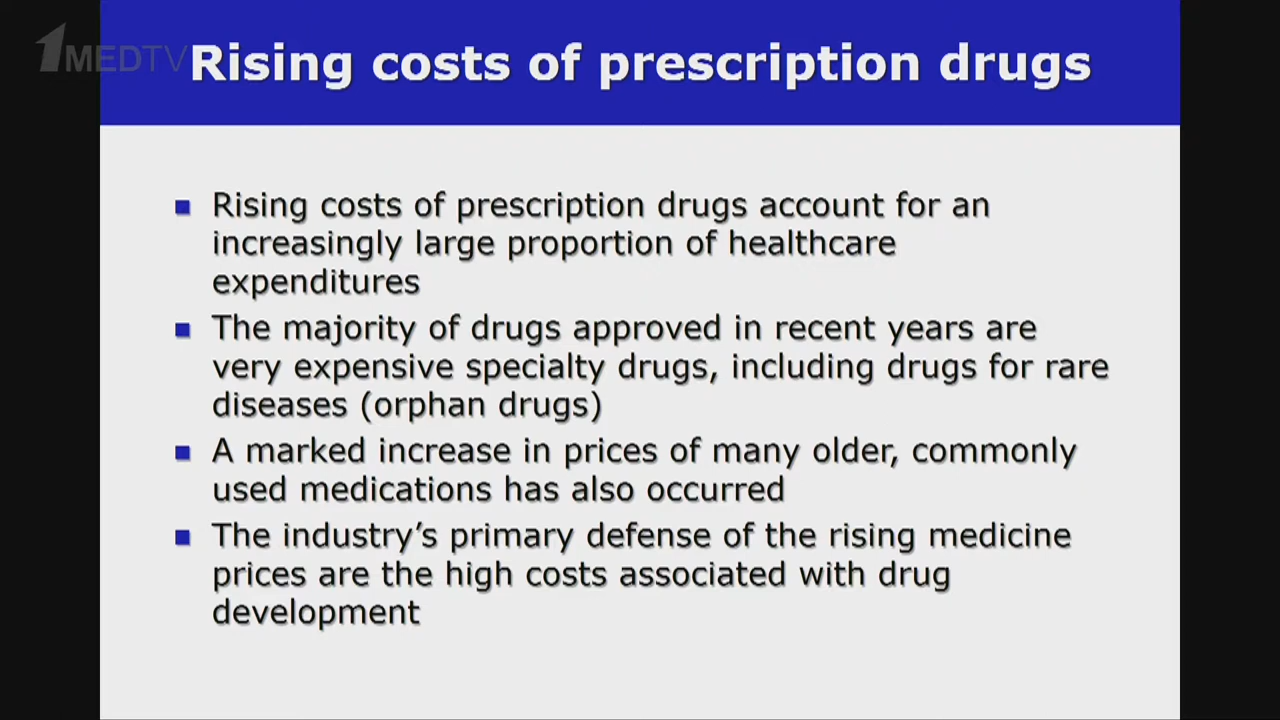 1MEDTV
Rising costs of prescription drugs
Rising costs of prescription drugs account for an
increasingly large proportion of healthcare
expenditures
The majority of drugs approved in recent years are
very expensive specialty drugs, including drugs for rare
diseases (orphan drugs)
A marked increase in prices of many older, commonly
used medications has also occurred
The industry’s primary defense of the rising medicine
prices are the high costs associated with drug
development